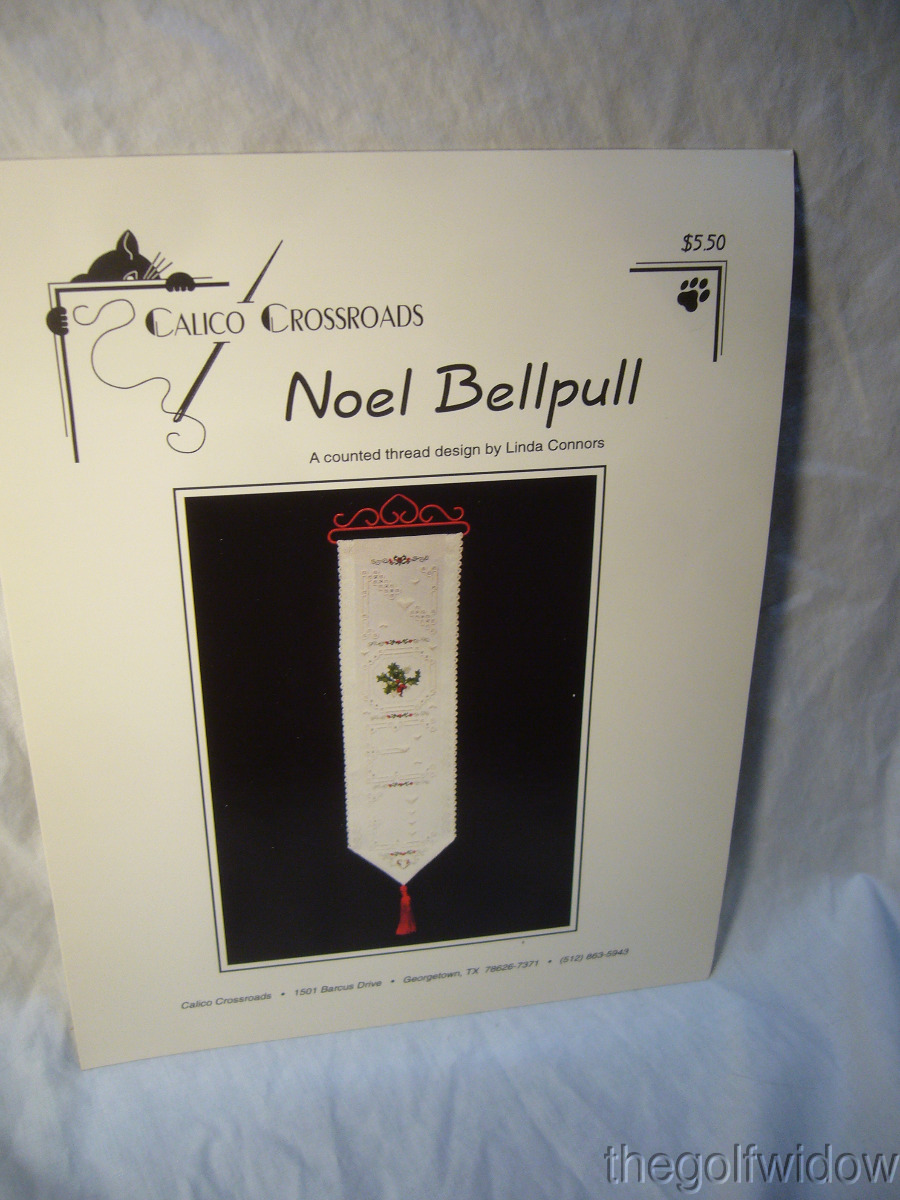 $5.50
CALICO CROSSROADS
Noel Bellpull
A counted thread design by Linda Connors
Calico Crossroads • 1501 Barcus Drive • Georgetown, TX 78626-7371 • (512) 863-5943
thegolfwidow